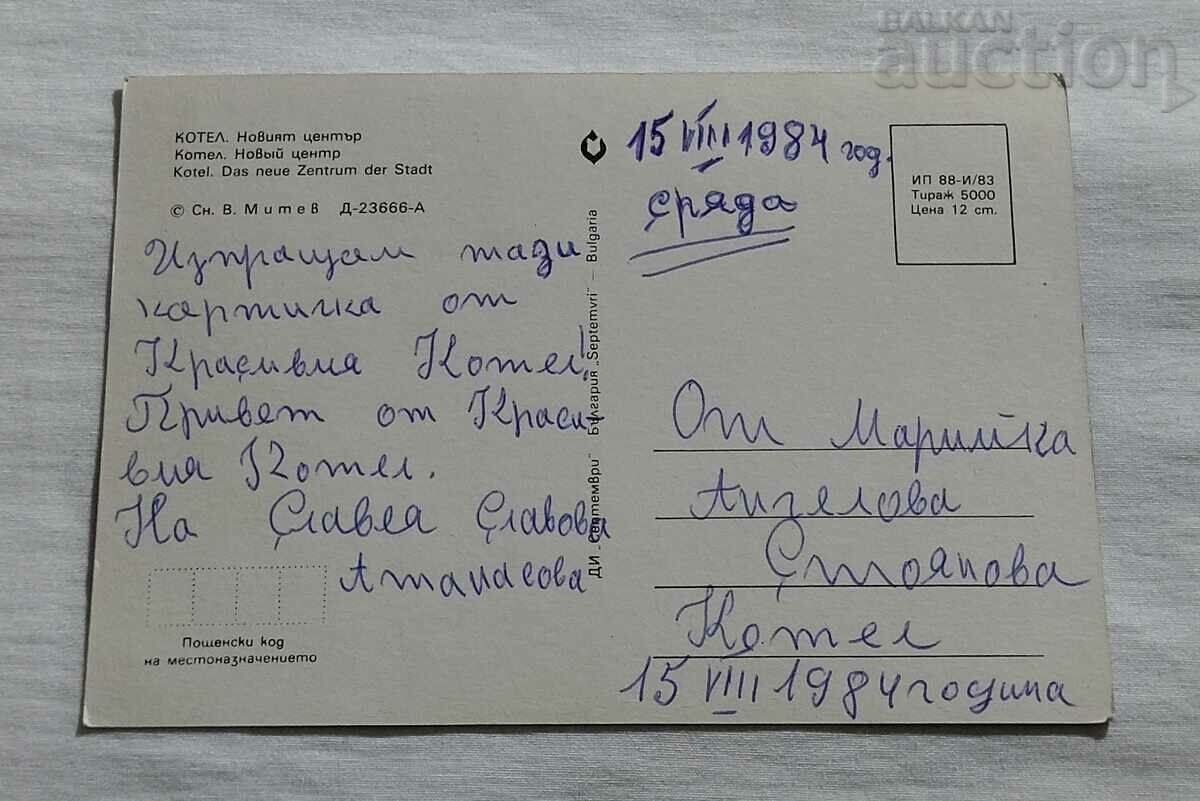 BALKAN
auction
КОТЕЛ. Новият център
Котел. Новый центр
Kotel. Das neue Zentrum der Stadt
© Сн. В. Митев Д-23666-А
Изпращам тази
картичка от
Красивия Котел!
Привет от Краси-
вия Котел.
На Славея Славова
Атанасова
Пощенски код
на местоназначението
ДИ „Септември" България „Septemvri" — Bulgaria
15 VIII 1984 год.
сряда
ИП 88-И/83
Тираж 5000
Цена 12 ст.
От Марийка
Ангелова
Стоянова
Котел
15 VIII 1984 година